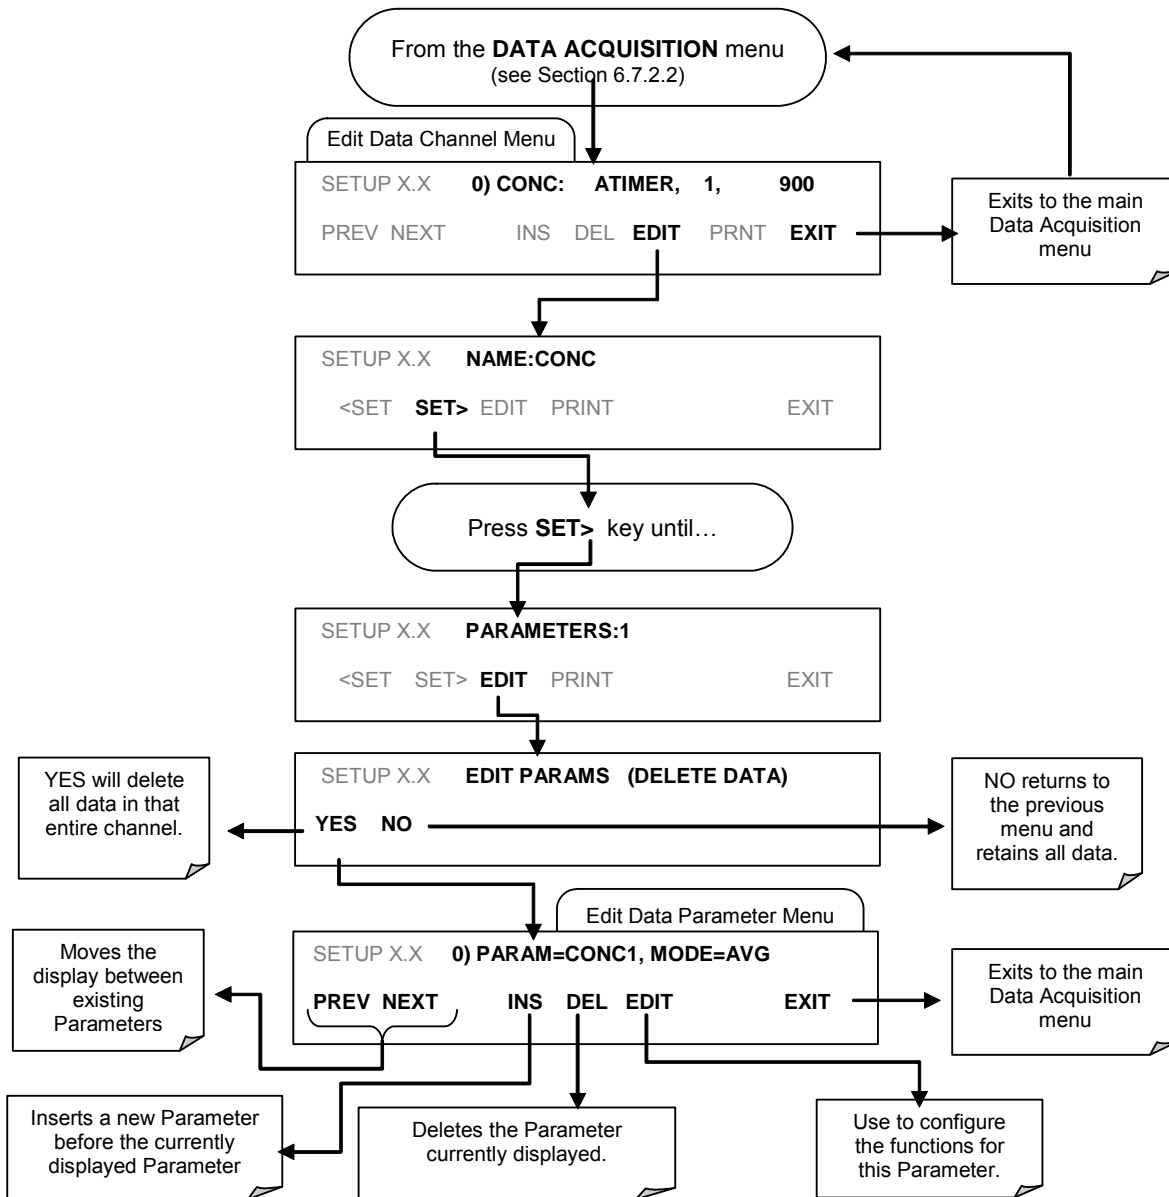 From the DATA ACQUISITION menu
(see Section 6.7.2.2)
Edit Data Channel Menu
SETUP X.X 0) CONC: ATIMER, 1, 900
PREV NEXT INS DEL EDIT PRNT EXIT
Exits to the main
Data Acquisition
menu
SETUP X.X NAME:CONC
<SET SET> EDIT PRINT EXIT
Press SET> key until…
SETUP X.X PARAMETERS:1
<SET SET> EDIT PRINT EXIT
YES will delete
all data in that
entire channel.
SETUP X.X EDIT PARAMS (DELETE DATA)
YES NO
NO returns to
the previous
menu and
retains all data.
Edit Data Parameter Menu
Moves the
display between
existing
Parameters
SETUP X.X 0) PARAM=CONC1, MODE=AVG
PREV NEXT INS DEL EDIT EXIT
Exits to the main
Data Acquisition
menu
Inserts a new Parameter
before the currently
displayed Parameter
Deletes the Parameter
currently displayed.
Use to configure
the functions for
this Parameter.